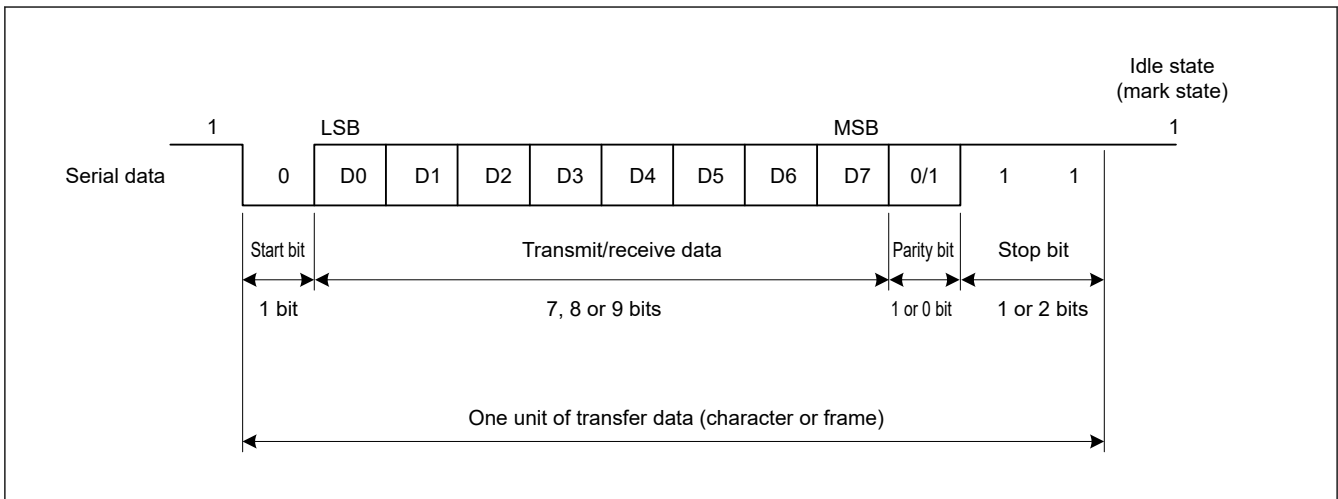 Idle state
(mark state)
1 LSB MSB 1
Serial data 0 D0 D1 D2 D3 D4 D5 D6 D7 0/1 1 1
Start bit Transmit/receive data Parity bit Stop bit
1 bit 7, 8 or 9 bits 1 or 0 bit 1 or 2 bits
One unit of transfer data (character or frame)